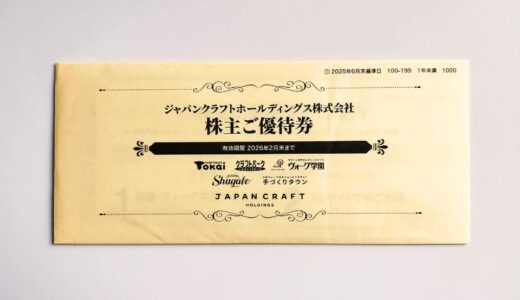 ① 2025年6月末基準日 100-199 1年未満 1000
ジャパンクラフトホールディングス株式会社
株主ご優待券
有効期限 2026年2月末まで
Tokai クラフトパーク ヴォーグ学園
Shugale 手づくりタウン
JAPAN CRAFT
HOLDINGS